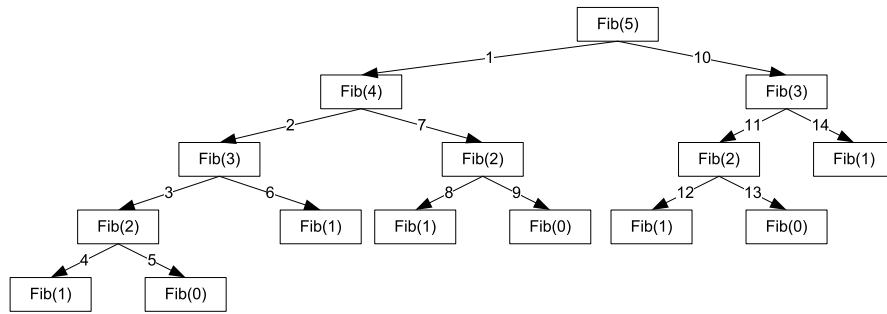 Fib(5)
1 10
Fib(4) Fib(3)
2 7 11 14
Fib(3) Fib(2) Fib(2) Fib(1)
3 6 8 9 12 13
Fib(2) Fib(1) Fib(1) Fib(0) Fib(1) Fib(0)
4 5
Fib(1) Fib(0)